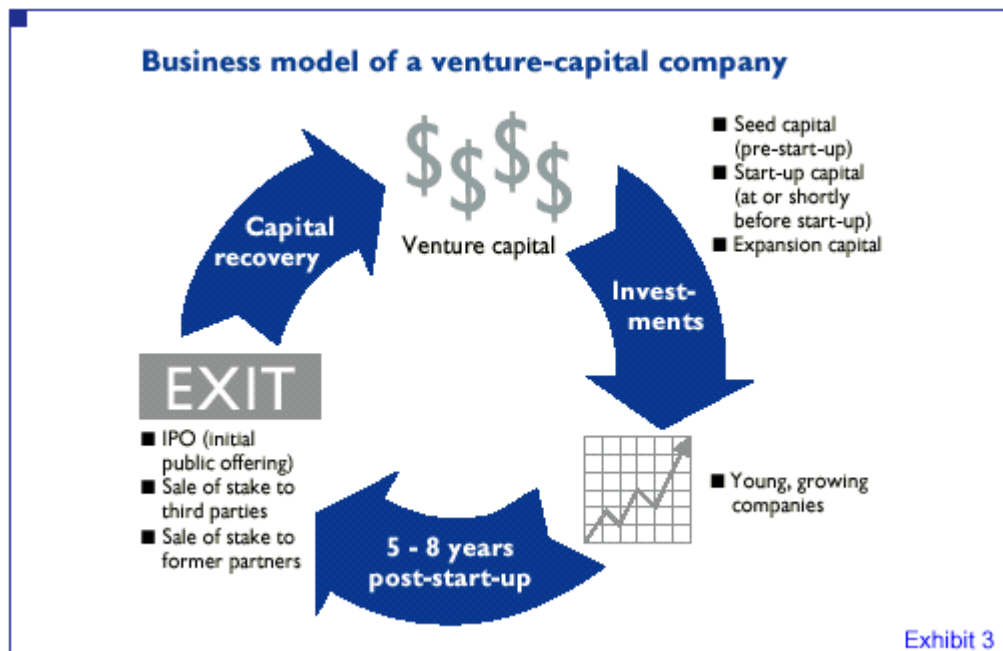 Business model of a venture-capital company
$ $ $ $
Venture capital
■ Seed capital
(pre-start-up)
■ Start-up capital
(at or shortly
before start-up)
■ Expansion capital
Invest-
ments
■ Young, growing
companies
5 - 8 years
post-start-up
EXIT
■ IPO (initial
public offering)
■ Sale of stake to
third parties
■ Sale of stake to
former partners
Capital
recovery
Exhibit 3